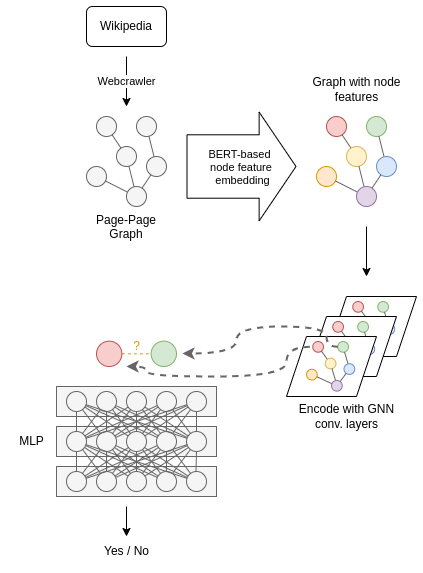 Wikipedia
Webcrawler
Page-Page
Graph
BERT-based
node feature
embedding
Graph with node
features
Encode with GNN
conv. layers
?
MLP
Yes / No